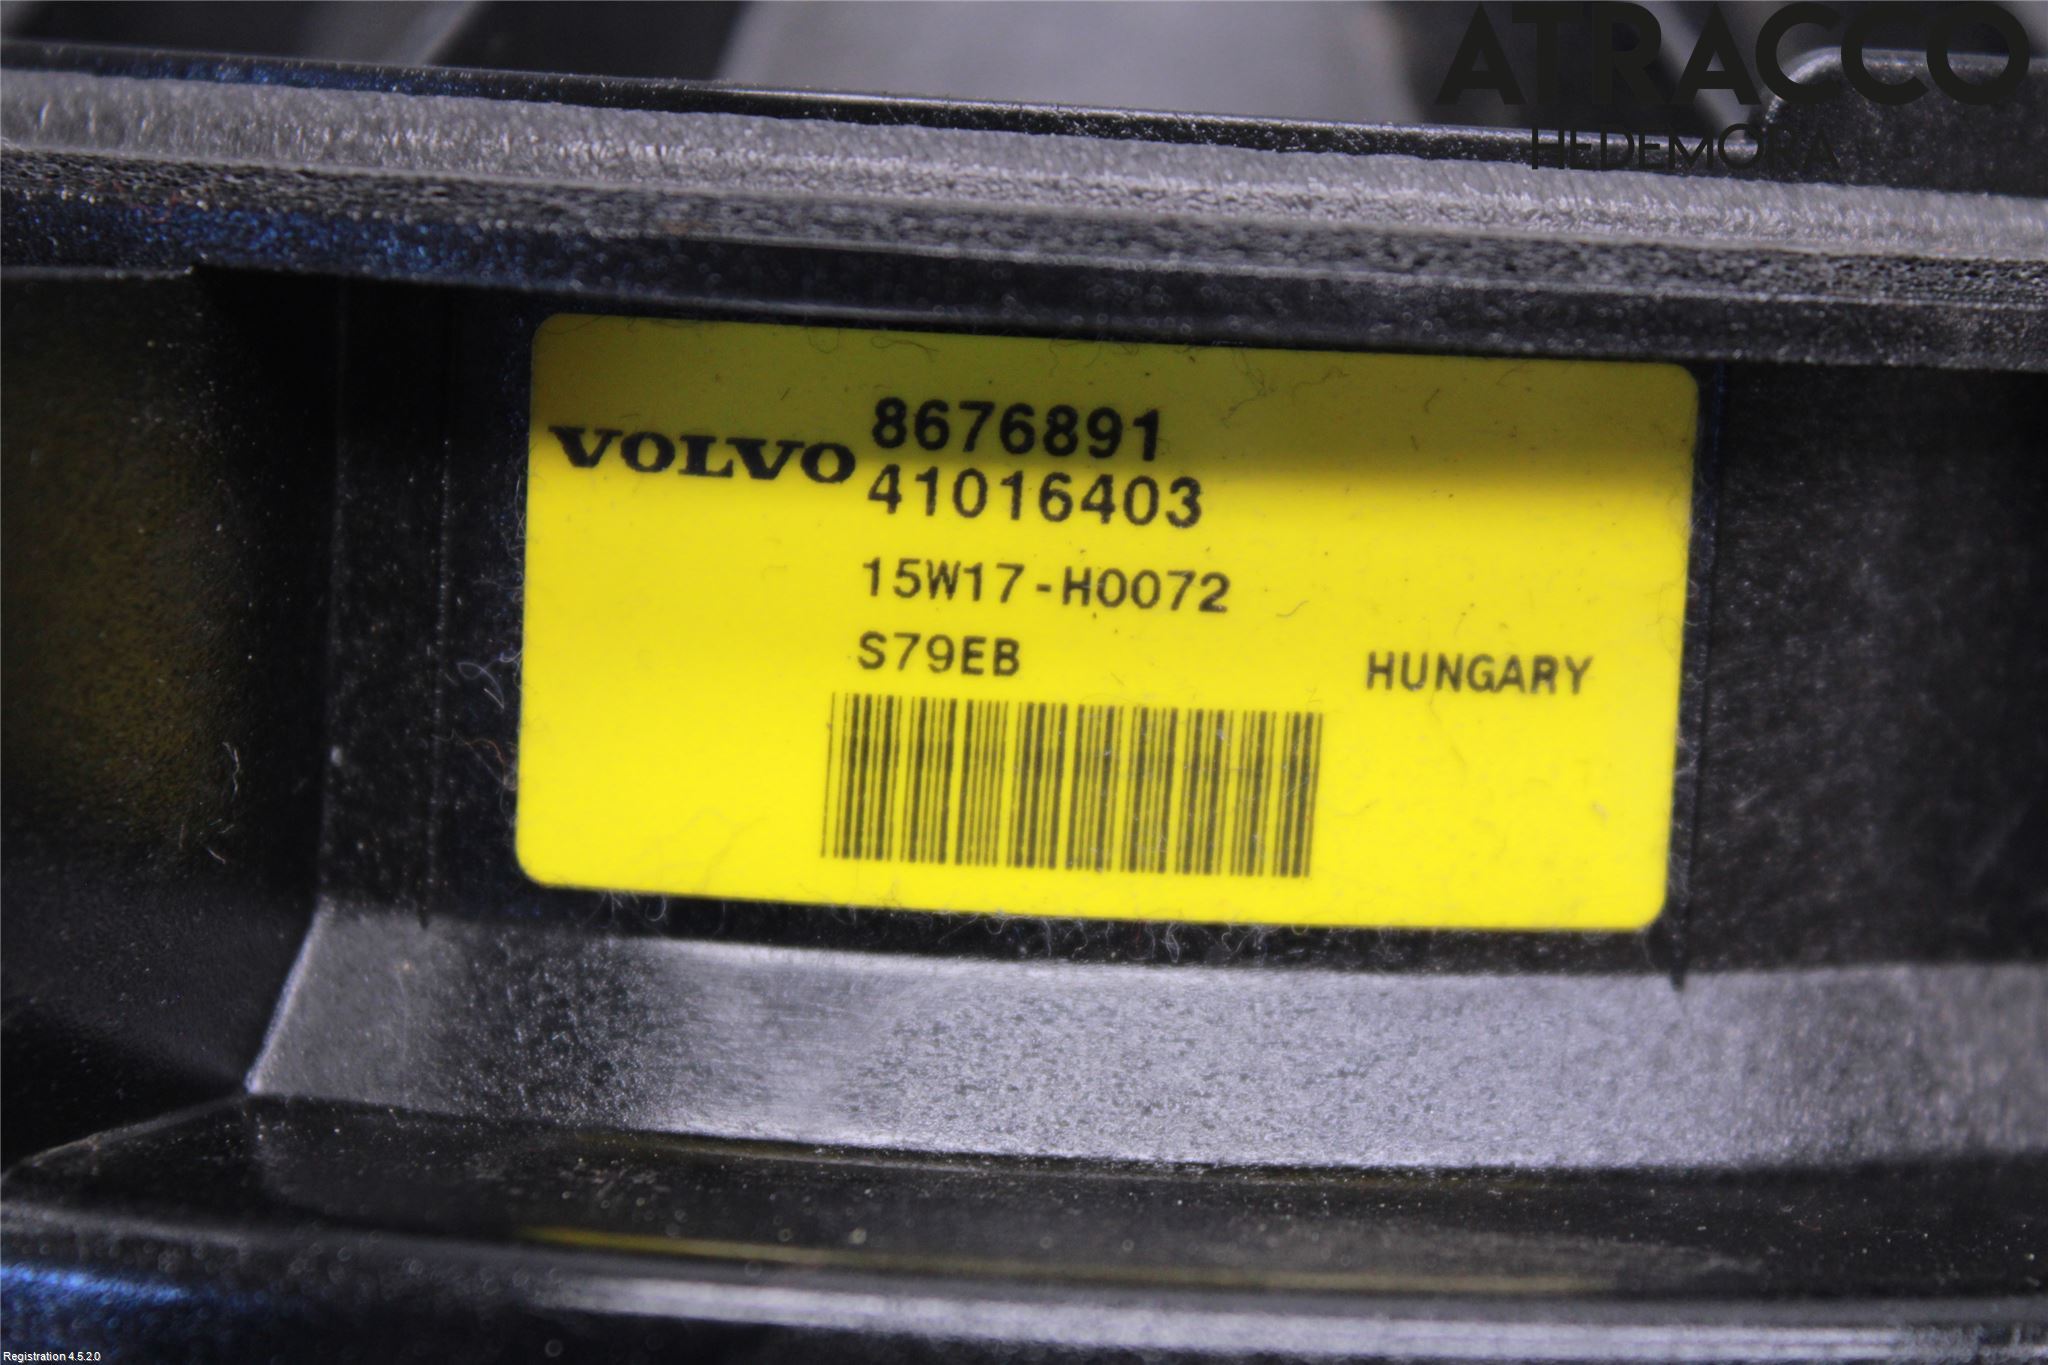 ATRACCO
HEDEMORA
VOLVO
8676891
41016403
15W17-H0072
S79EB
HUNGARY
Registration 4.5.2.0